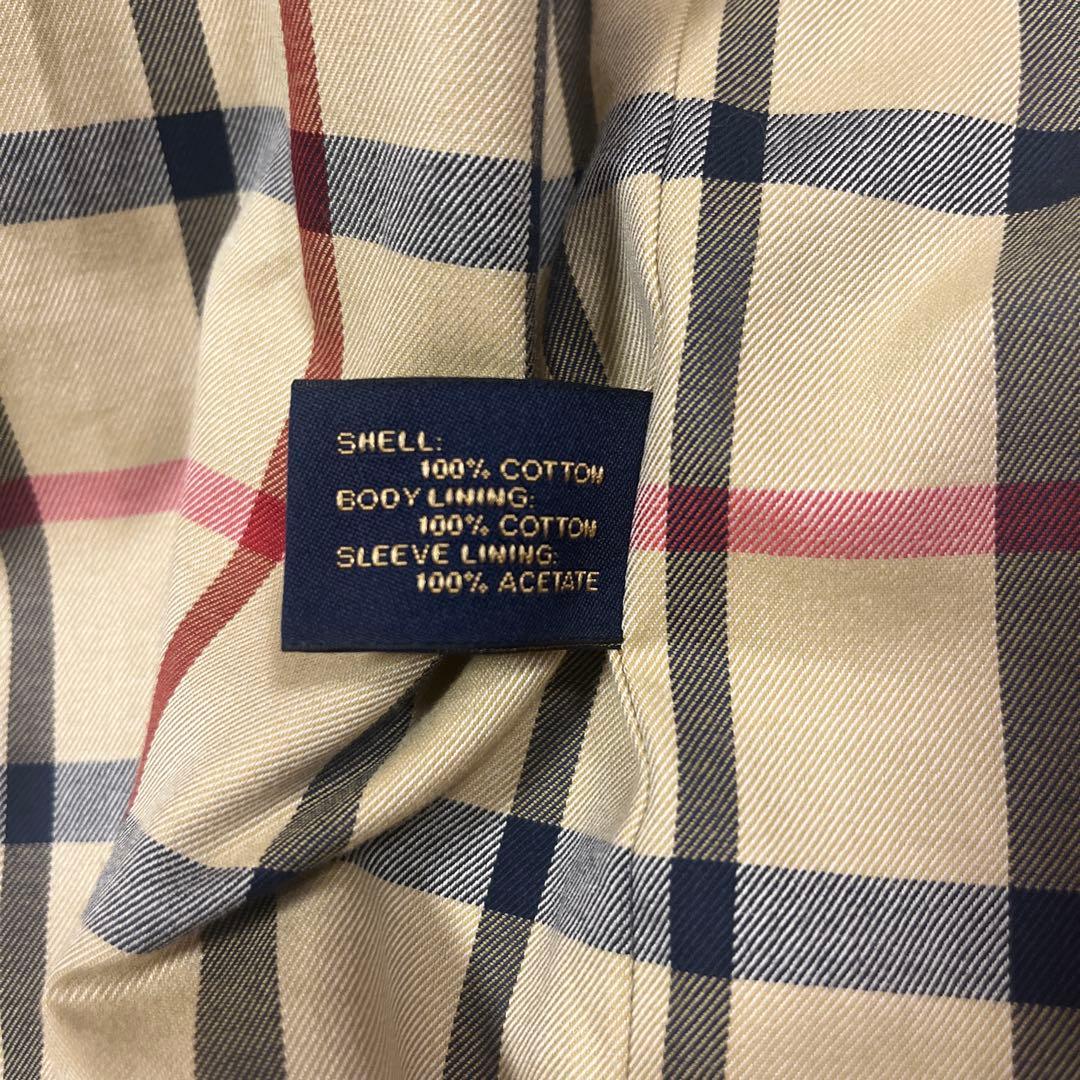 SHELL:
100% COTTON
BODY LINING:
100% COTTON
SLEEVE LINING:
100% ACETATE